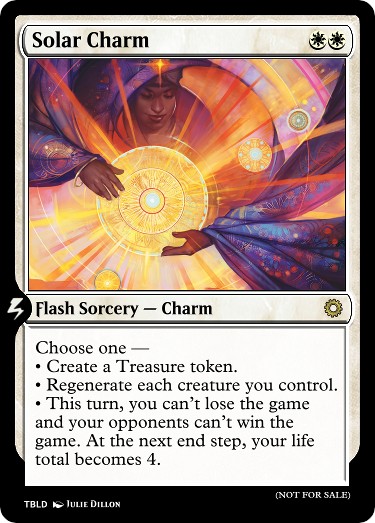 Solar Charm
Flash Sorcery — Charm
Choose one —
• Create a Treasure token.
• Regenerate each creature you control.
• This turn, you can’t lose the game
and your opponents can’t win the
game. At the next end step, your life
total becomes 4.
(NOT FOR SALE)
TBLD Julie Dillon